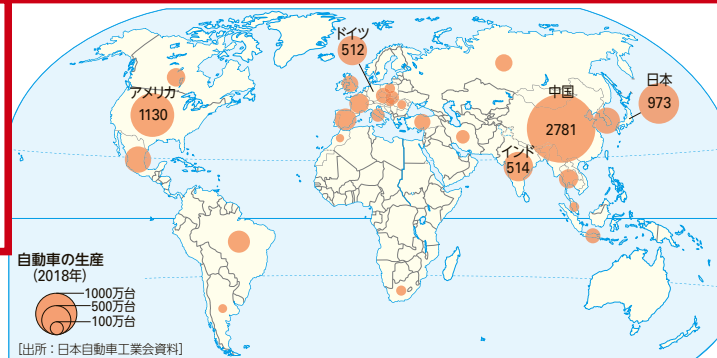 ドイツ
512
アメリカ
1130
中国
2781
日本
973
インド
514
自動車の生産
(2018年)
1000万台
500万台
100万台
[出所:日本自動車工業会資料]